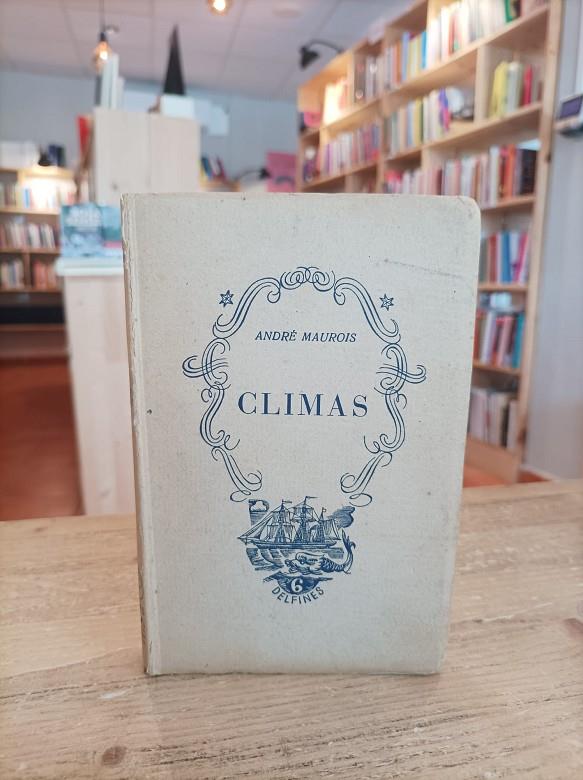 ANDRÉ MAUROIS
CLIMAS
6
DELFINES